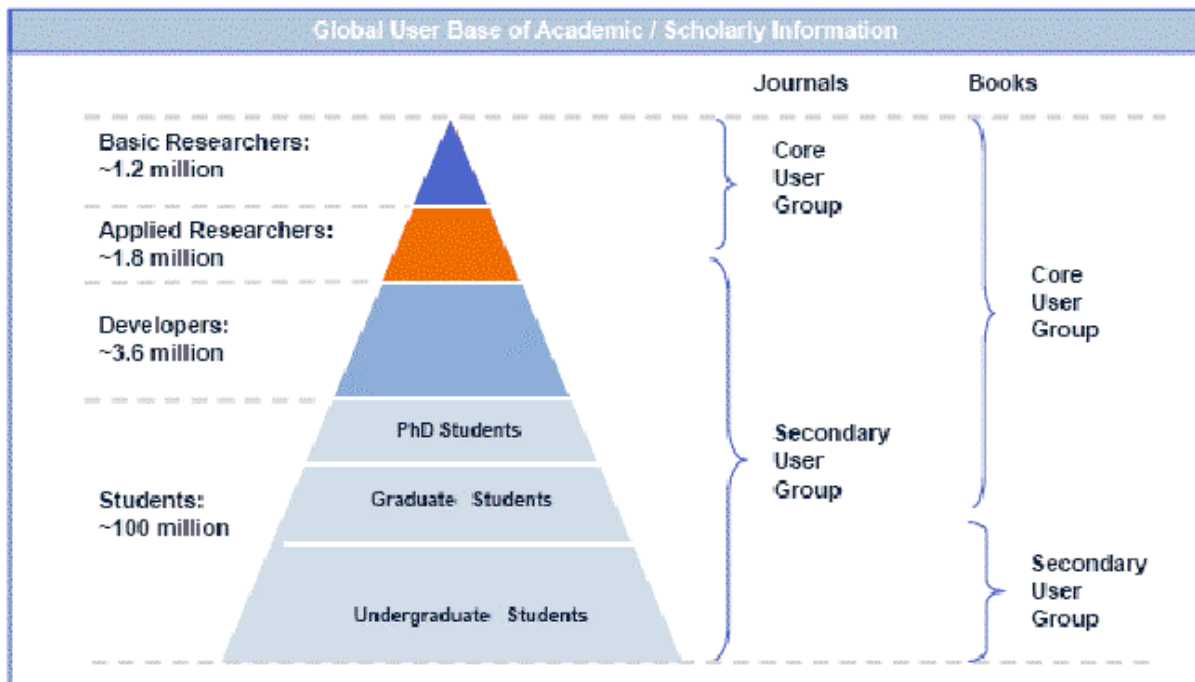 Global User Base of Academic / Scholarly Information
Journals
Books
Basic Researchers:
~1.2 million
Applied Researchers:
~1.8 million
Developers:
~3.6 million
Students:
~100 million
PhD Students
Graduate Students
Undergraduate Students
Core
User
Group
Secondary
User
Group
Core
User
Group
Secondary
User
Group